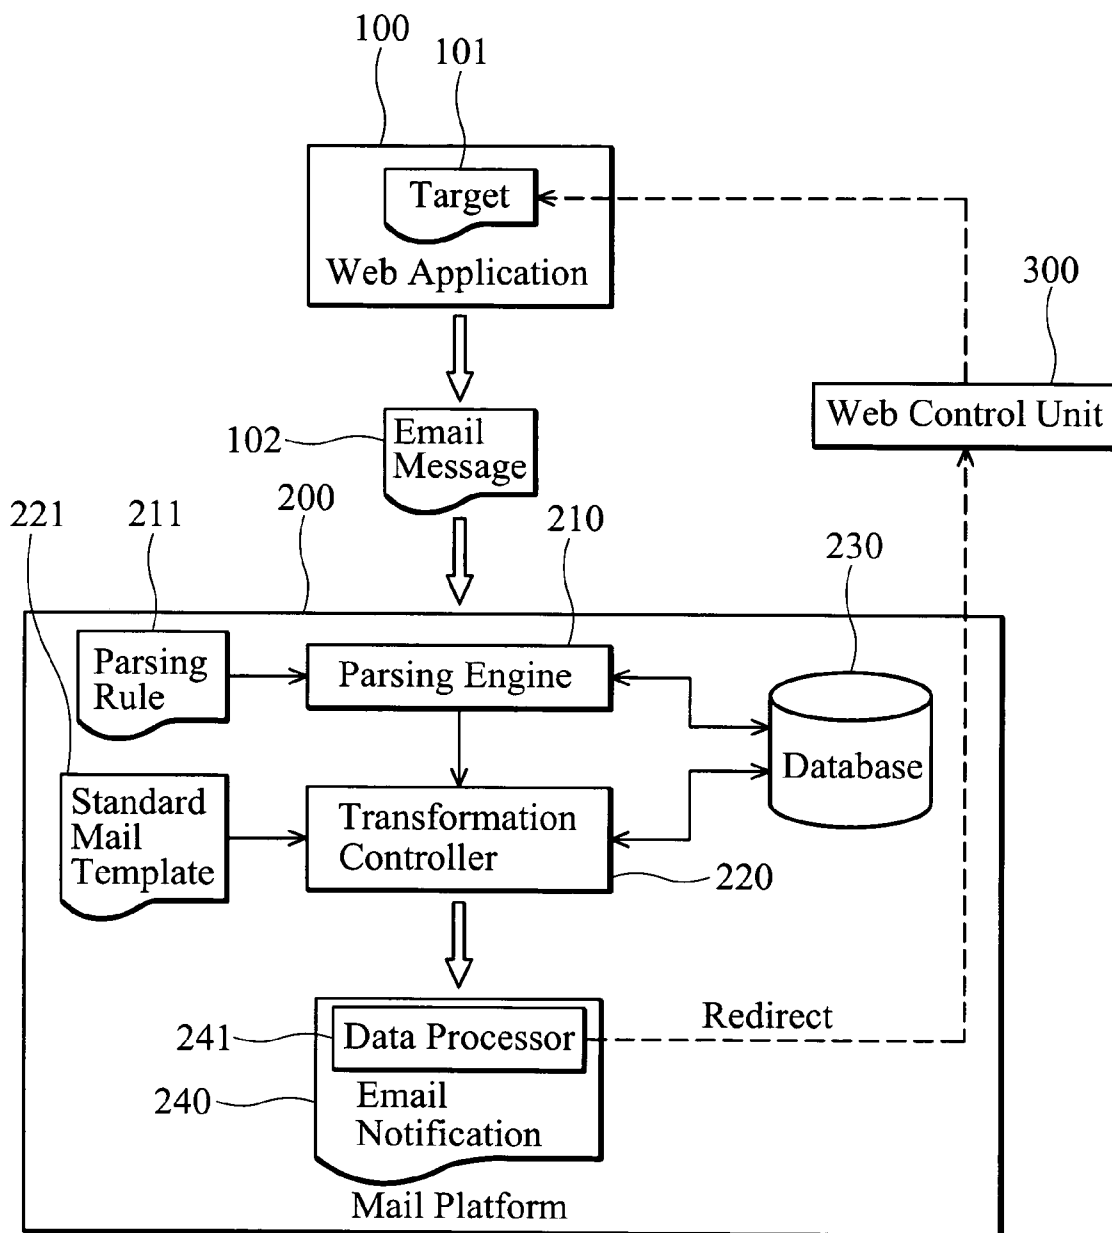 100
101
Target
Web Application
300
Web Control Unit
102
Email
Message
221
211
200
210
230
Parsing
Rule
Parsing Engine
Database
Standard
Mail
Template
Transformation
Controller
220
241
Data Processor
Redirect
240
Email
Notification
Mail Platform